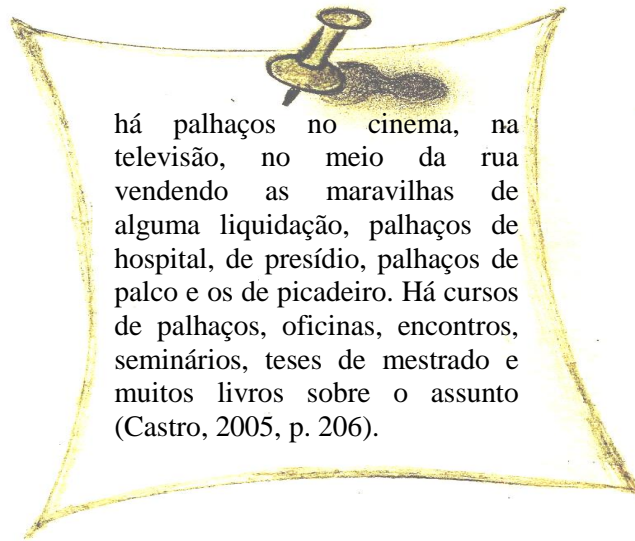 há palhaços no cinema, na
televisão, no meio da rua
vendendo as maravilhas de
alguma liquidação, palhaços de
hospital, de presídio, palhaços de
palco e os de picadeiro. Há cursos
de palhaços, oficinas, encontros,
seminários, teses de mestrado e
muitos livros sobre o assunto
(Castro, 2005, p. 206).